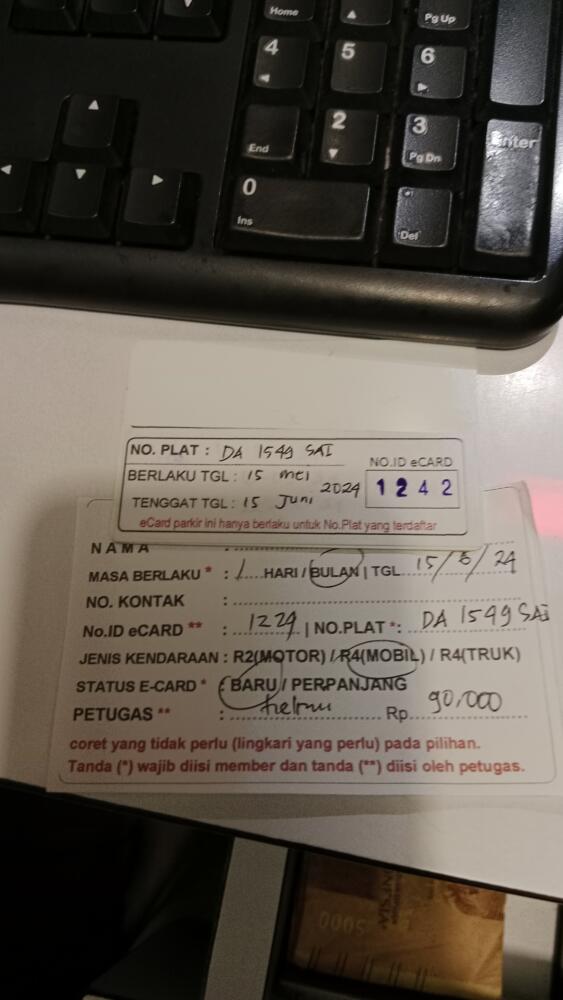 Home
Pg Up
4 5 6
End
2 3
Pg Dn
Enter
0
Ins
Del
NO. PLAT : DA 1549 SAI
NO.ID eCARD
BERLAKU TGL : 15 mei
2024
1242
TENGGAT TGL : 15 Juni
eCard parkir ini hanya berlaku untuk No.Plat yang terdaftar
NAMA :
MASA BERLAKU * : 1 HARI / BULAN | TGL 15/5/24
NO. KONTAK :
No.ID eCARD ** : | NO.PLAT *: DA 1549 SAI
JENIS KENDARAAN : R2(MOTOR) / R4(MOBIL) / R4(TRUK)
STATUS E-CARD * : BARU / PERPANJANG
PETUGAS ** : Rp. 90.000
coret yang tidak perlu (lingkari yang perlu) pada pilihan.
Tanda (*) wajib diisi member dan tanda (**) diisi oleh petugas.
5000